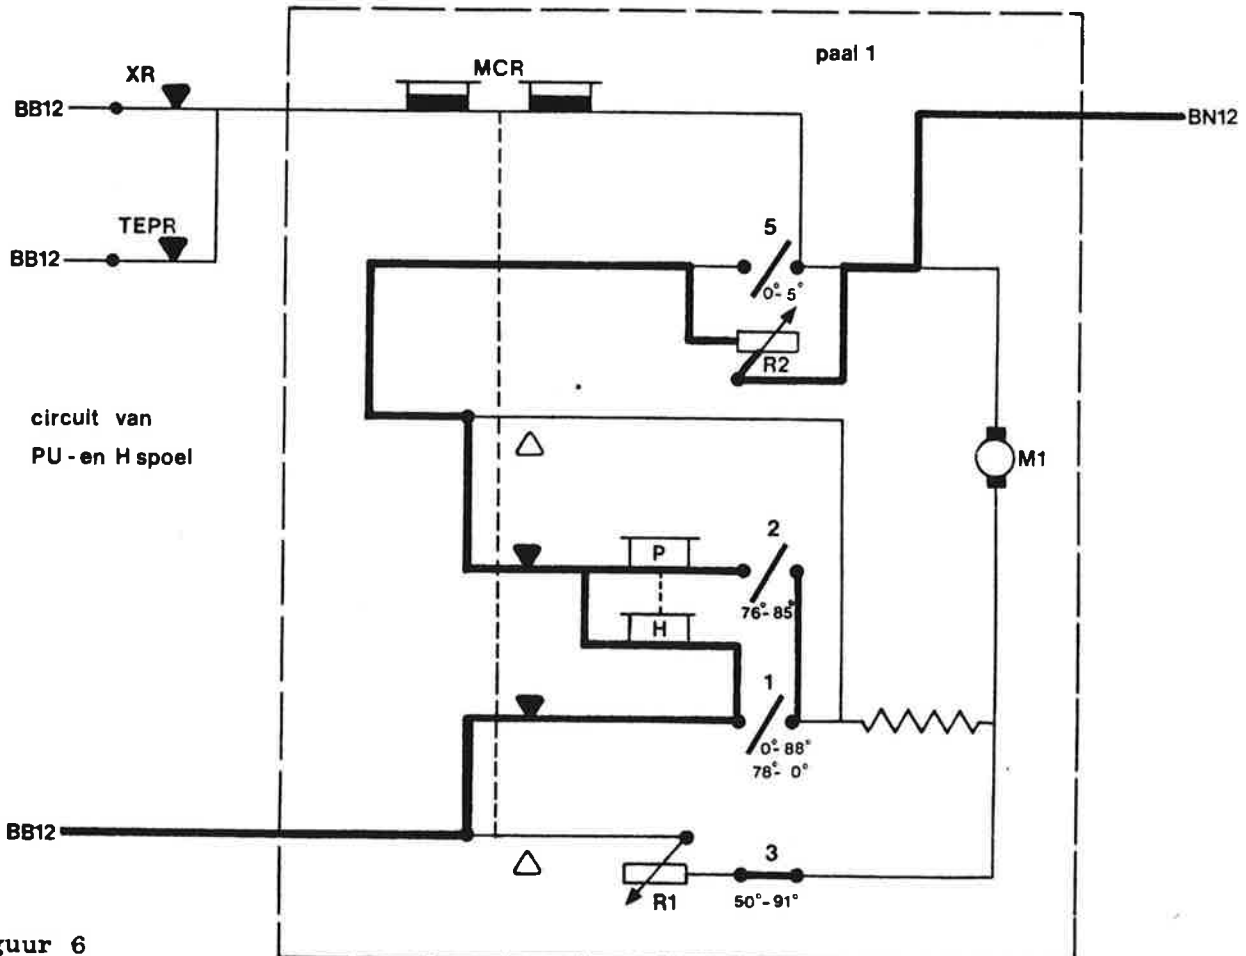 paal 1
XR
MCR
BB12
BN12
TEPR
BB12
5
0°-5°
R2
circuit van
PU-en H spoel
M1
2
P
76°-85°
H
1
0°-88°
78°-0°
BB12
3
R1
50°-91°
guur 6